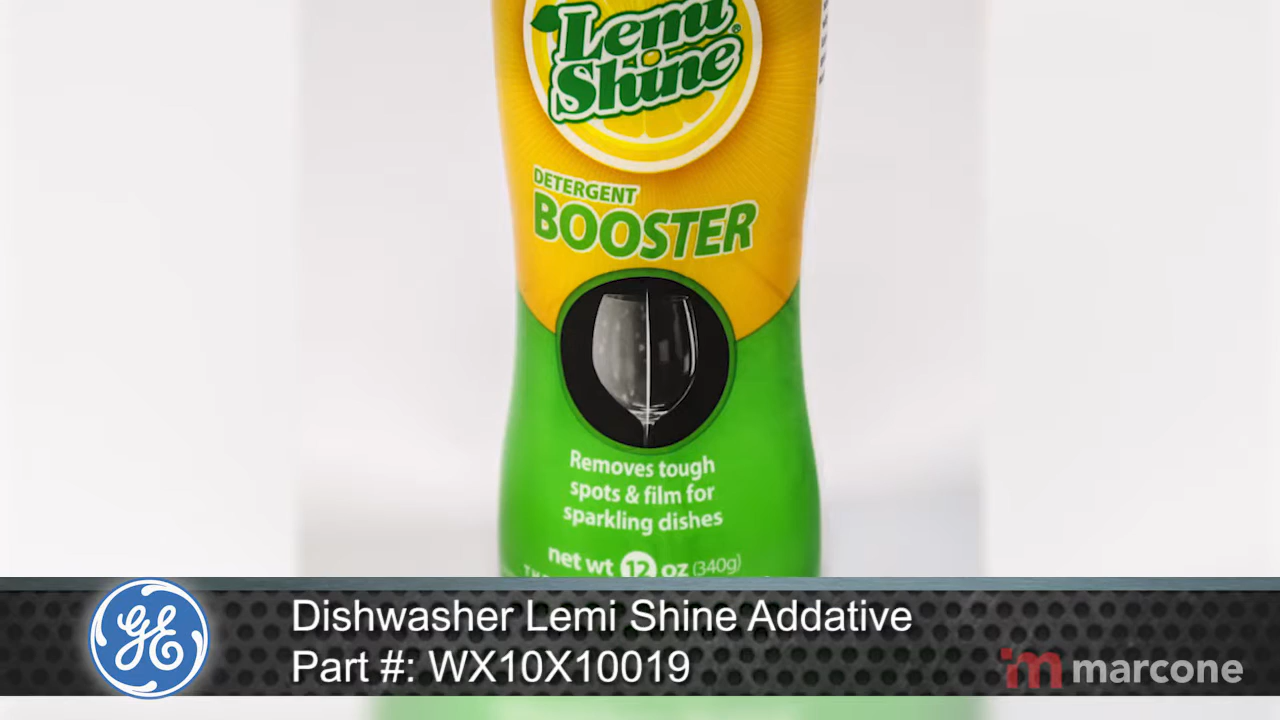 Lemi
Shine®
DETERGENT
BOOSTER
Removes tough
spots & film for
sparkling dishes
net wt 12 oz (340g)
GE
Dishwasher Lemi Shine Addative
Part #: WX10X10019
marcone